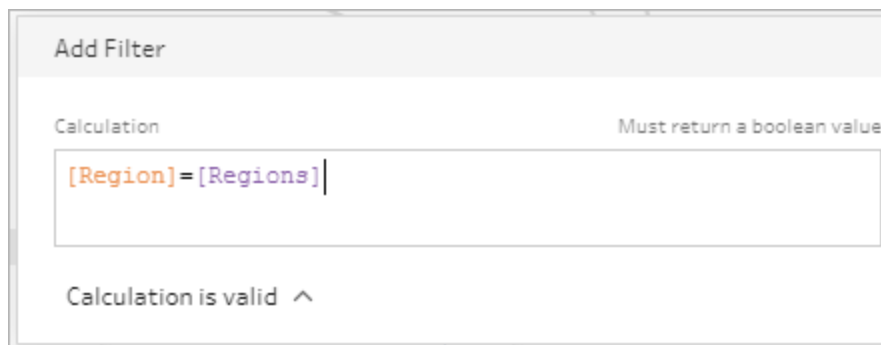 Add Filter
Calculation Must return a boolean value
[Region]=[Regions]
Calculation is valid